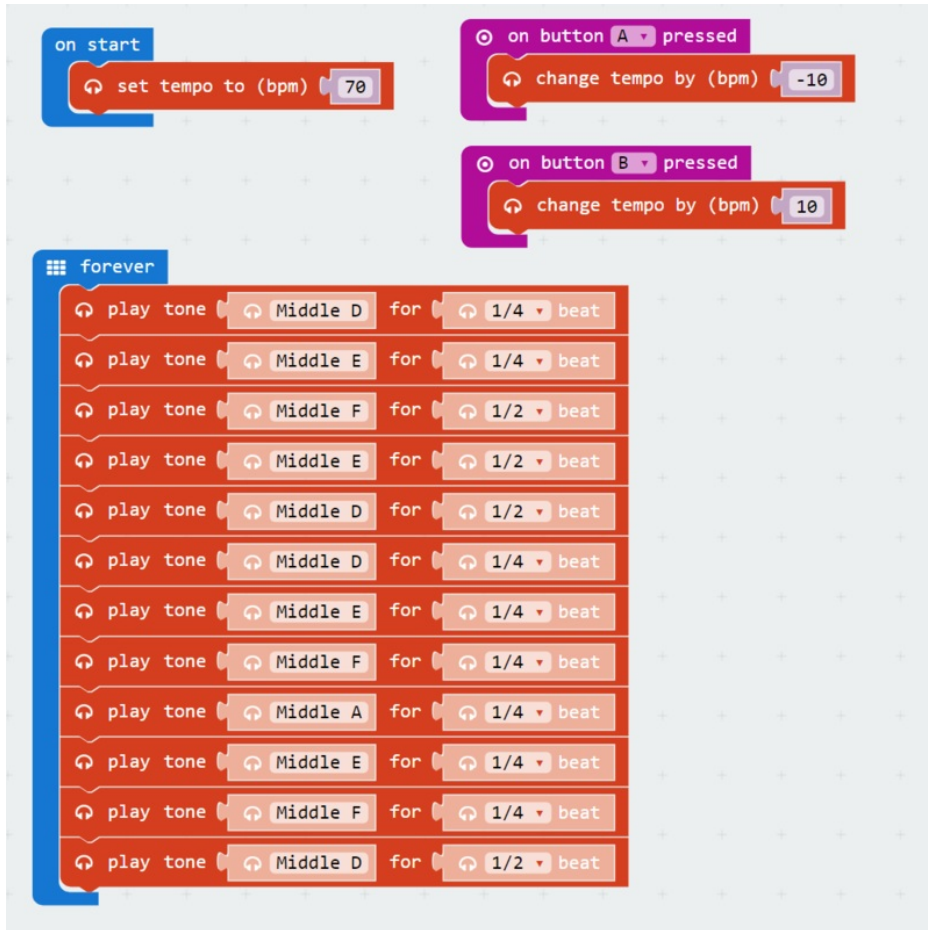 on start
set tempo to (bpm) 70
on button A pressed
change tempo by (bpm) -10
on button B pressed
change tempo by (bpm) 10
forever
play tone Middle D for 1/4 beat
play tone Middle E for 1/4 beat
play tone Middle F for 1/2 beat
play tone Middle E for 1/2 beat
play tone Middle D for 1/2 beat
play tone Middle D for 1/4 beat
play tone Middle E for 1/4 beat
play tone Middle F for 1/4 beat
play tone Middle A for 1/4 beat
play tone Middle E for 1/4 beat
play tone Middle F for 1/4 beat
play tone Middle D for 1/2 beat